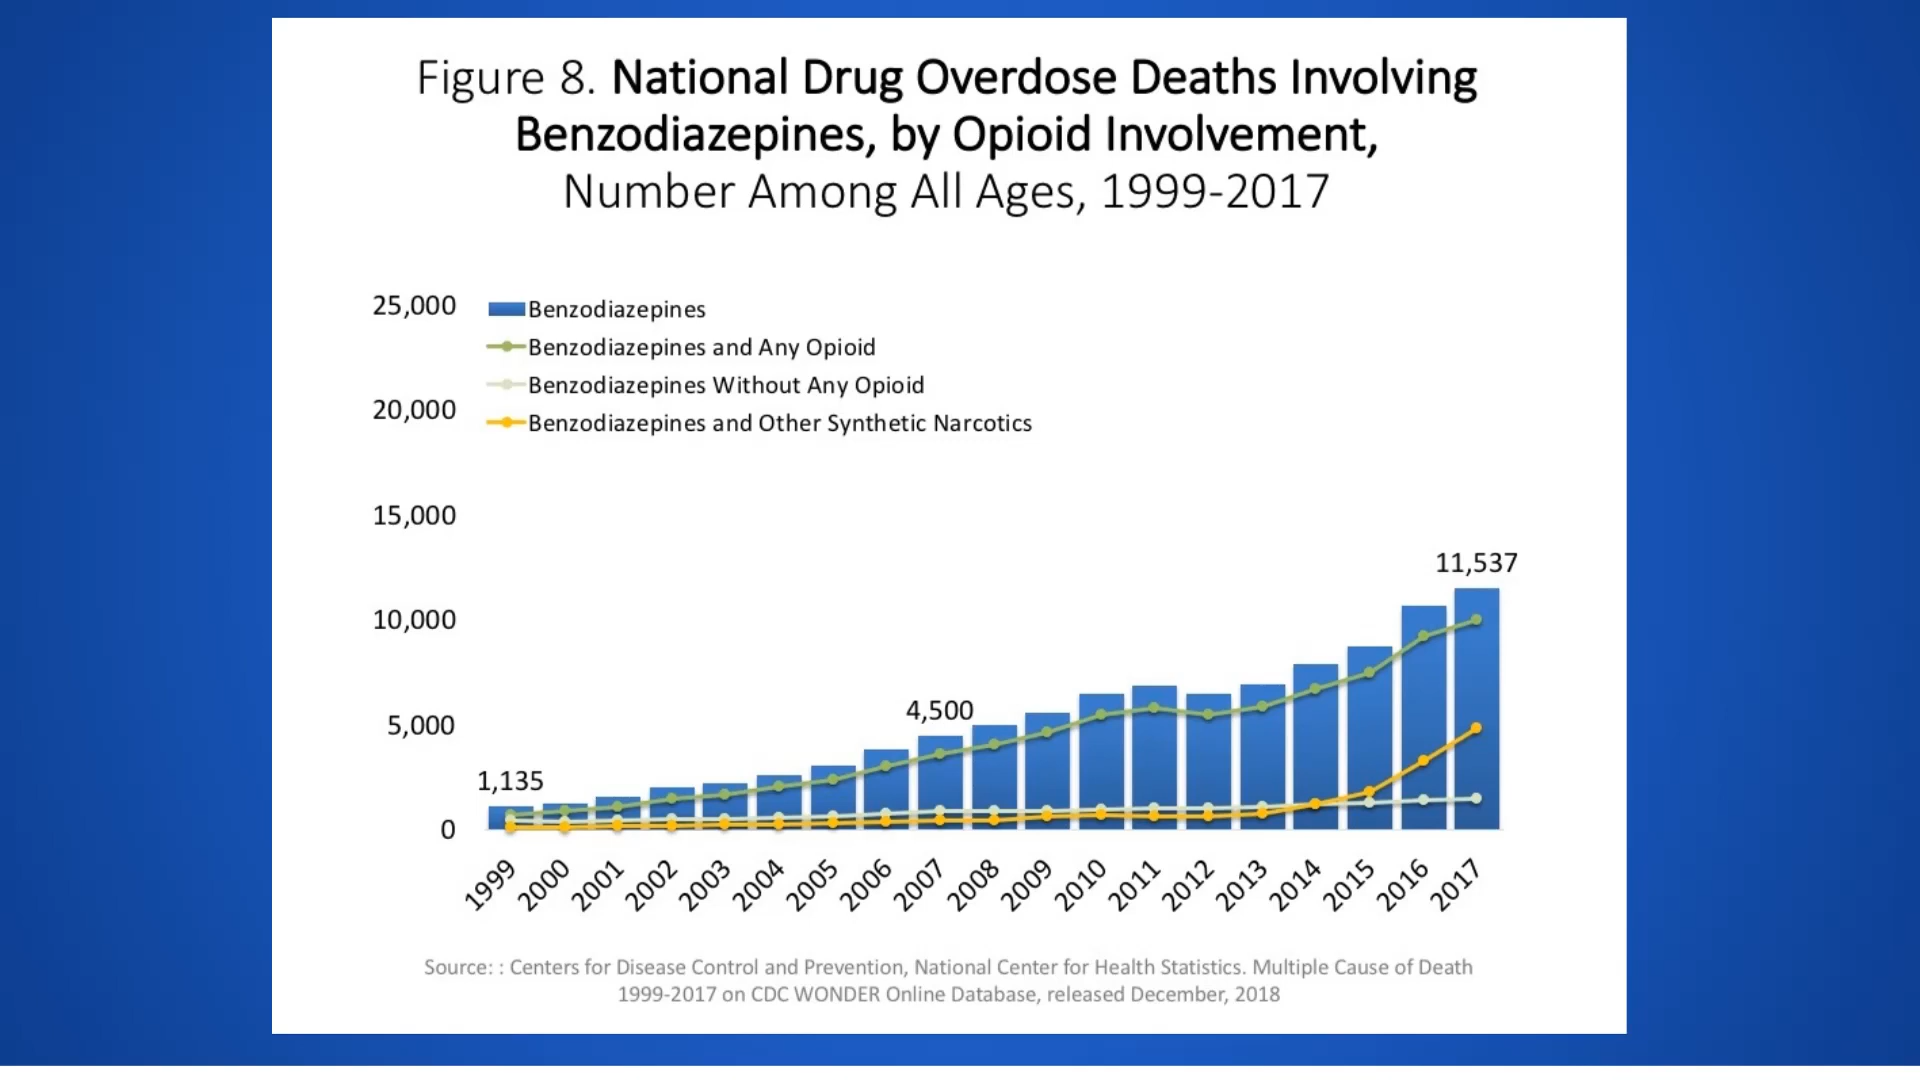 Figure 8. National Drug Overdose Deaths Involving
Benzodiazepines, by Opioid Involvement,
Number Among All Ages, 1999-2017
25,000
20,000
15,000
10,000
5,000
0
Benzodiazepines
Benzodiazepines and Any Opioid
Benzodiazepines Without Any Opioid
Benzodiazepines and Other Synthetic Narcotics
1,135
4,500
11,537
1999 2000 2001 2002 2003 2004 2005 2006 2007 2008 2009 2010 2011 2012 2013 2014 2015 2016 2017
Source: : Centers for Disease Control and Prevention, National Center for Health Statistics. Multiple Cause of Death
1999-2017 on CDC WONDER Online Database, released December, 2018